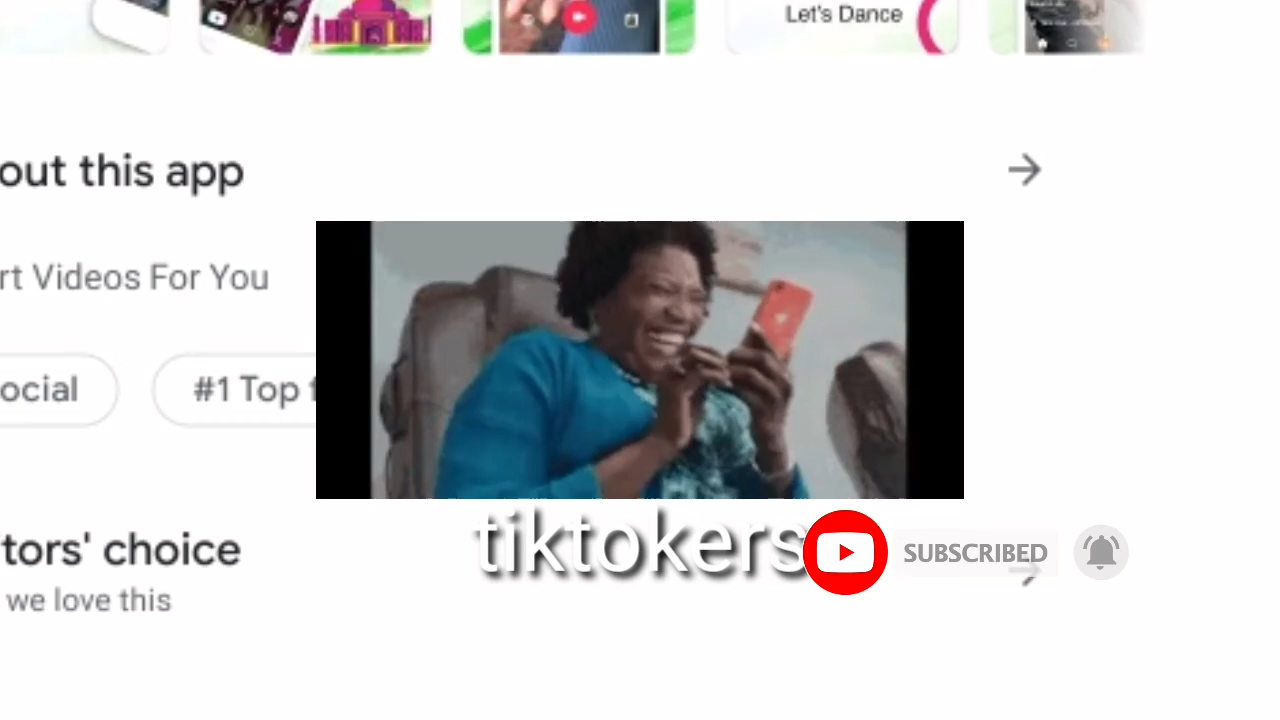 Let's Dance
out this app
rt Videos For You
ocial
#1 Top
tors' choice
we love this
tiktokers
SUBSCRIBED